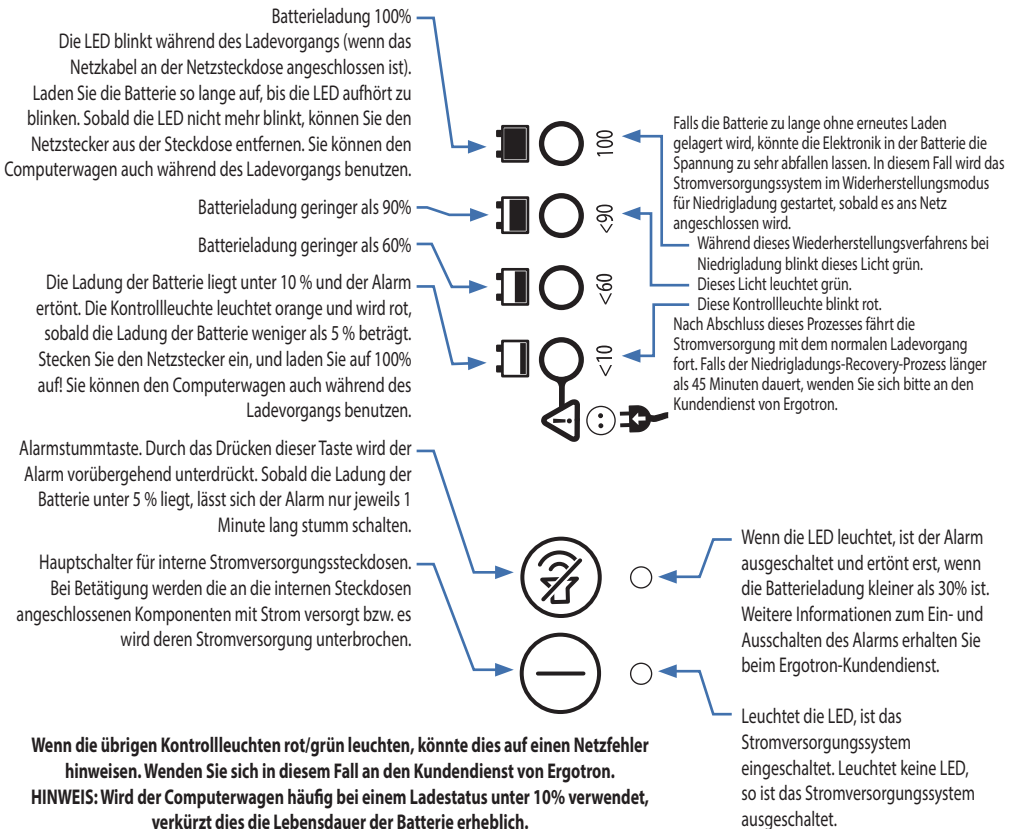 Batterieladung 100%
Die LED blinkt während des Ladevorgangs (wenn das
Netzkabel an der Netzsteckdose angeschlossen ist).
Laden Sie die Batterie so lange auf, bis die LED aufhört zu
blinken. Sobald die LED nicht mehr blinkt, können Sie den
Netzstecker aus der Steckdose entfernen. Sie können den
Computerwagen auch während des Ladevorgangs benutzen.
Batterieladung geringer als 90%
Batterieladung geringer als 60%
Die Ladung der Batterie liegt unter 10 % und der Alarm
ertönt. Die Kontrollleuchte leuchtet orange und wird rot,
sobald die Ladung der Batterie weniger als 5 % beträgt.
Stecken Sie den Netzstecker ein, und laden Sie auf 100%
auf! Sie können den Computerwagen auch während des
Ladevorgangs benutzen.
Alarmstummtaste. Durch das Drücken dieser Taste wird der
Alarm vorübergehend unterdrückt. Sobald die Ladung der
Batterie unter 5 % liegt, lässt sich der Alarm nur jeweils 1
Minute lang stumm schalten.
Hauptschalter für interne Stromversorgungssteckdosen.
Bei Betätigung werden die an die internen Steckdosen
angeschlossenen Komponenten mit Strom versorgt bzw. es
wird deren Stromversorgung unterbrochen.
100
<90
<60
<10
Falls die Batterie zu lange ohne erneutes Laden
gelagert wird, könnte die Elektronik in der Batterie die
Spannung zu sehr abfallen lassen. In diesem Fall wird das
Stromversorgungssystem im Widerherstellungsmodus
für Niedrigladung gestartet, sobald es ans Netz
angeschlossen wird.
Während dieses Wiederherstellungsverfahrens bei
Niedrigladung blinkt dieses Licht grün.
Dieses Licht leuchtet grün.
Diese Kontrollleuchte blinkt rot.
Nach Abschluss dieses Prozesses fährt die
Stromversorgung mit dem normalen Ladevorgang
fort. Falls der Niedrigladungs-Recovery-Prozess länger
als 45 Minuten dauert, wenden Sie sich bitte an den
Kundendienst von Ergotron.
Wenn die LED leuchtet, ist der Alarm
ausgeschaltet und ertönt erst, wenn
die Batterieladung kleiner als 30% ist.
Weitere Informationen zum Ein- und
Ausschalten des Alarms erhalten Sie
beim Ergotron-Kundendienst.
Leuchtet die LED, ist das
Stromversorgungssystem
eingeschaltet. Leuchtet keine LED,
so ist das Stromversorgungssystem
ausgeschaltet.
Wenn die übrigen Kontrollleuchten rot/grün leuchten, könnte dies auf einen Netzfehler
hinweisen. Wenden Sie sich in diesem Fall an den Kundendienst von Ergotron.
HINWEIS: Wird der Computerwagen häufig bei einem Ladestatus unter 10% verwendet,
verkürzt dies die Lebensdauer der Batterie erheblich.